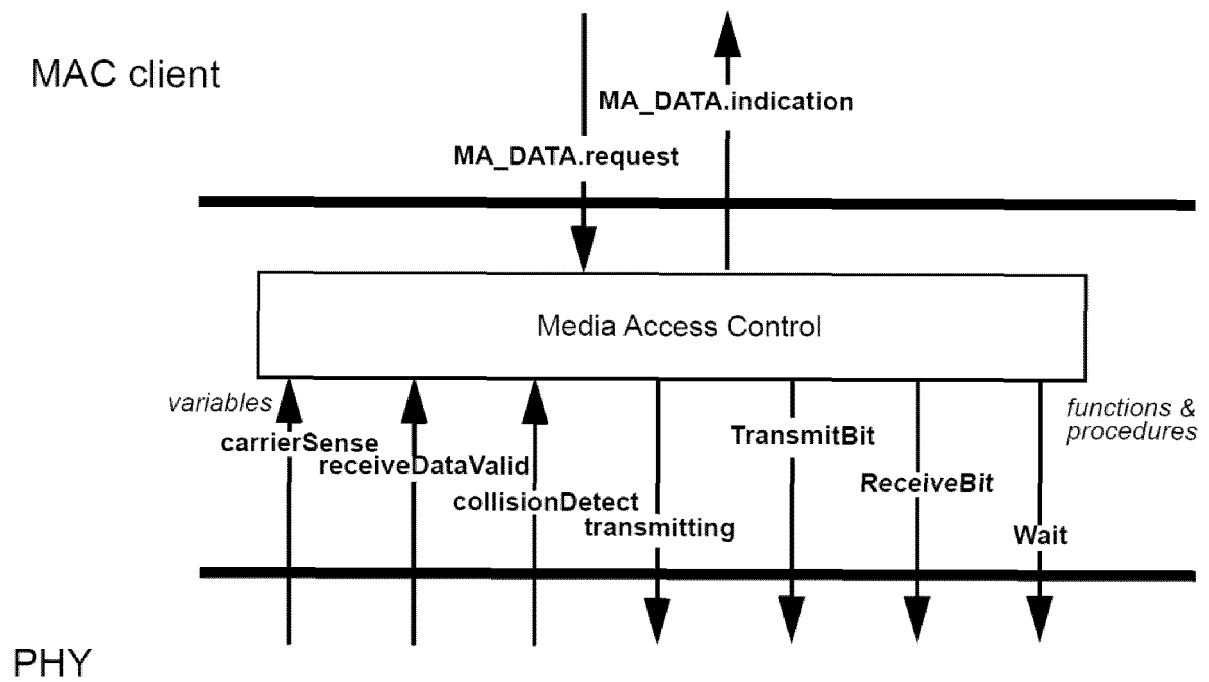 MAC client
MA_DATA.indication
MA_DATA.request
Media Access Control
variables
functions &
procedures
carrierSense
receiveDataValid
collisionDetect
transmitting
TransmitBit
ReceiveBit
Wait
PHY